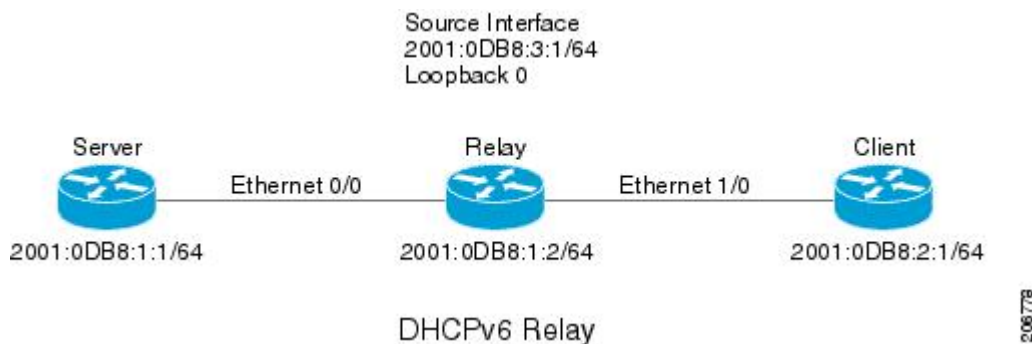 Source Interface
2001:0DB8:3:1/64
Loopback 0
Server
Relay
Client
Ethernet 0/0
Ethernet 1/0
2001:0DB8:1:1/64
2001:0DB8:1:2/64
2001:0DB8:2:1/64
DHCPv6 Relay
206778